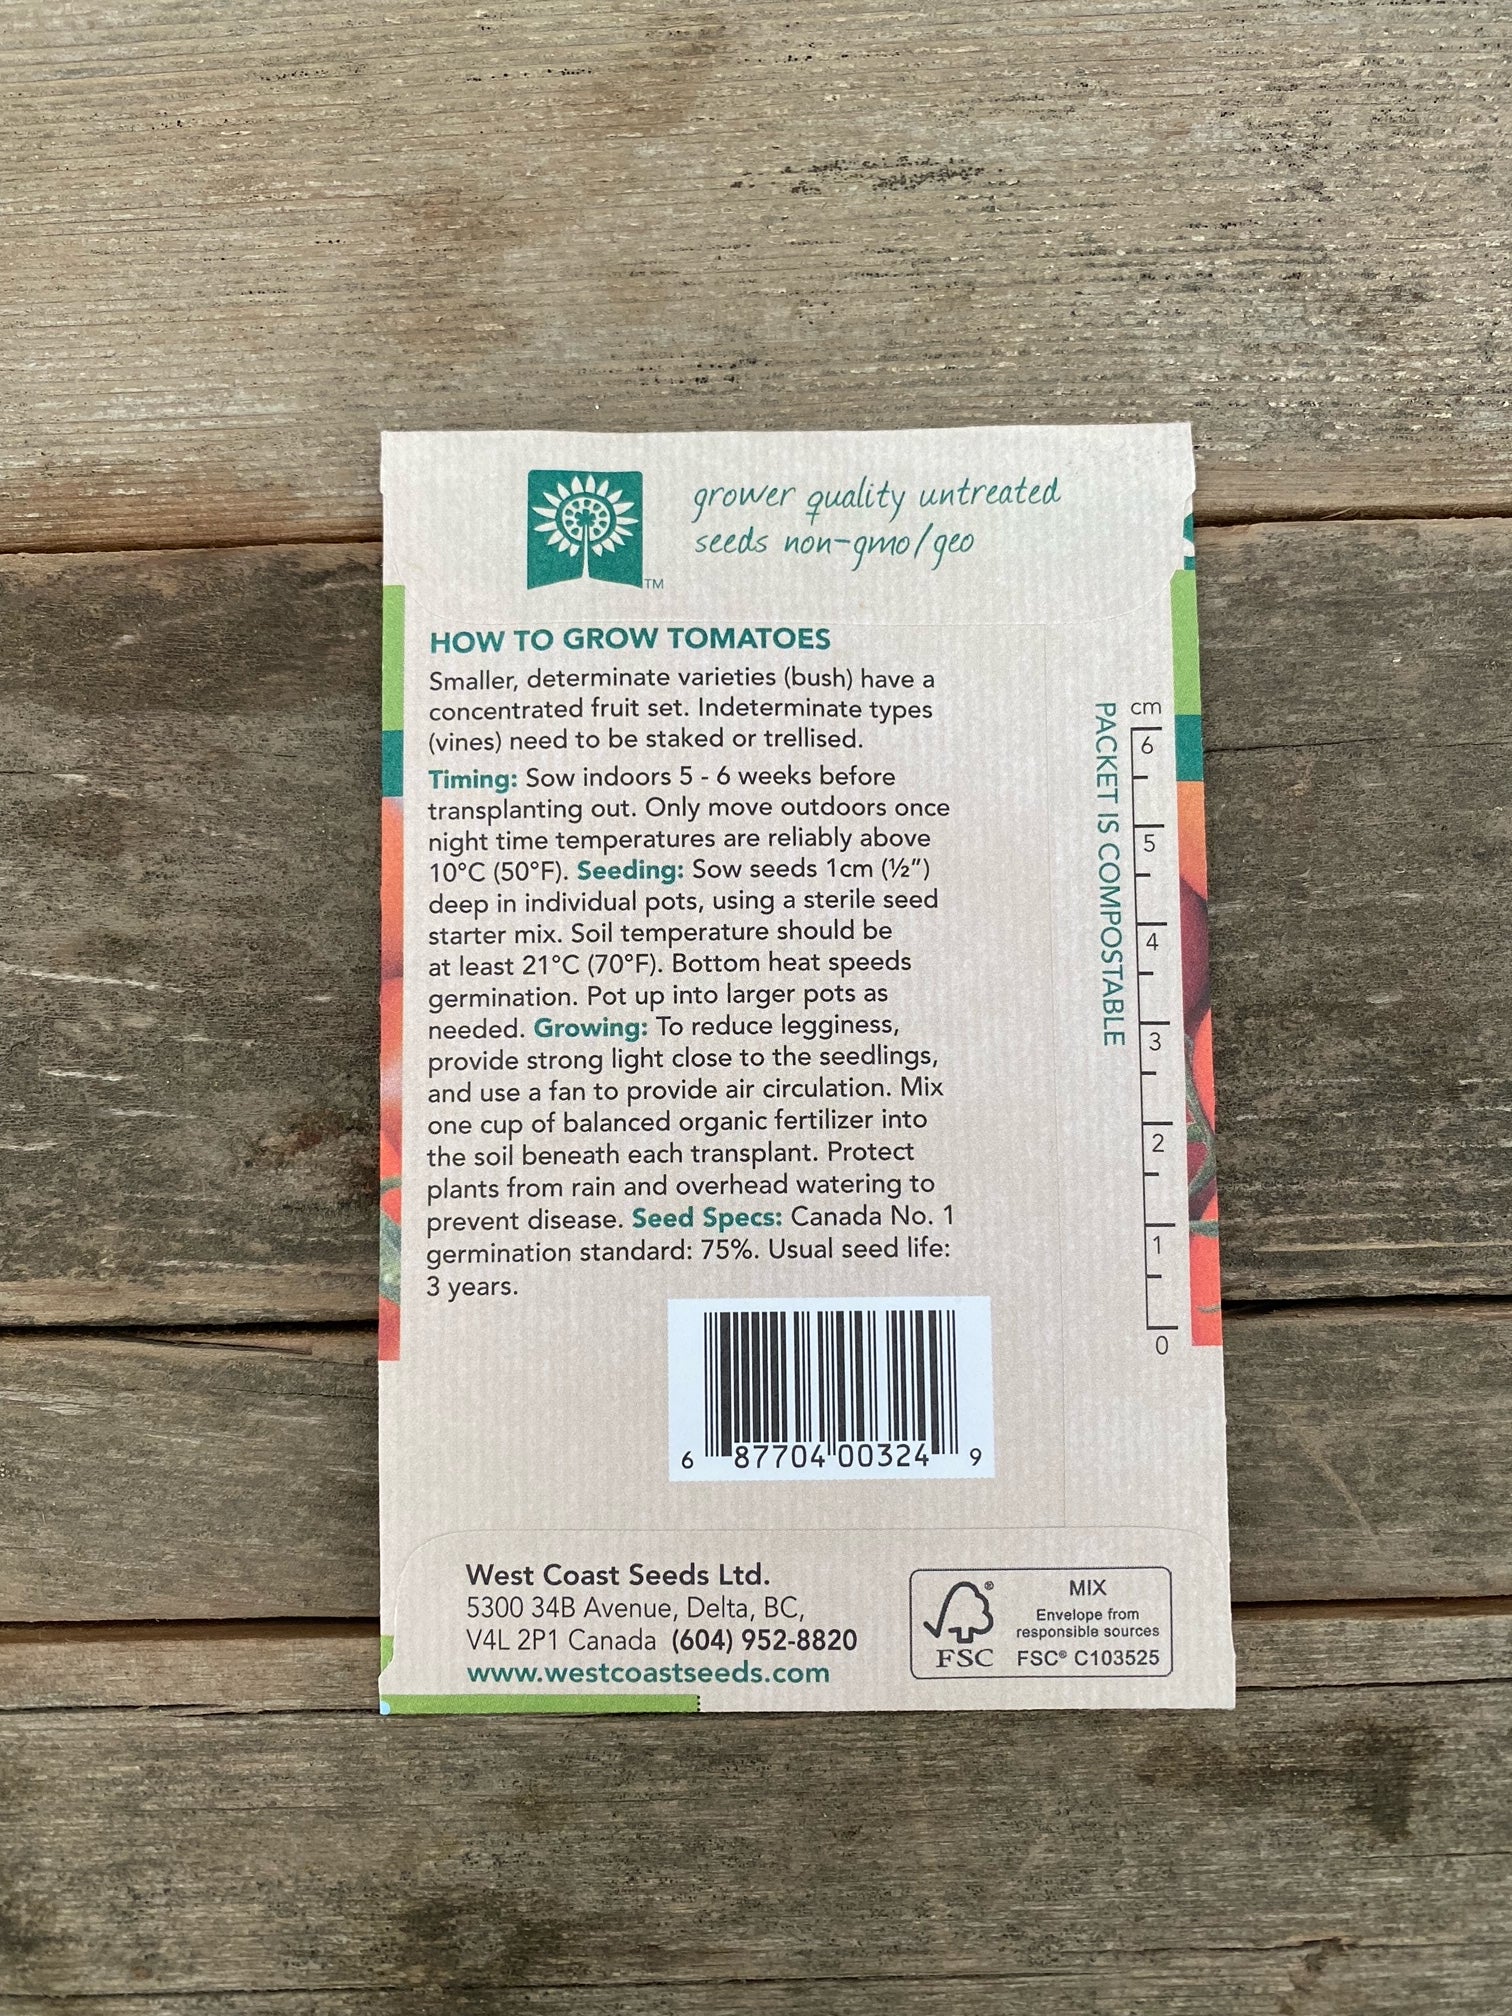 grower quality untreated
seeds non-gmo/geo
TM
HOW TO GROW TOMATOES
Smaller, determinate varieties (bush) have a
concentrated fruit set. Indeterminate types
(vines) need to be staked or trellised.
Timing: Sow indoors 5 - 6 weeks before
transplanting out. Only move outdoors once
night time temperatures are reliably above
10°C (50°F). Seeding: Sow seeds 1cm (½”)
deep in individual pots, using a sterile seed
starter mix. Soil temperature should be
at least 21°C (70°F). Bottom heat speeds
germination. Pot up into larger pots as
needed. Growing: To reduce legginess,
provide strong light close to the seedlings,
and use a fan to provide air circulation. Mix
one cup of balanced organic fertilizer into
the soil beneath each transplant. Protect
plants from rain and overhead watering to
prevent disease. Seed Specs: Canada No. 1
germination standard: 75%. Usual seed life:
3 years.
PACKET IS COMPOSTABLE
cm
6
5
4
3
2
1
0
6 87704 00324 9
West Coast Seeds Ltd.
5300 34B Avenue, Delta, BC,
V4L 2P1 Canada (604) 952-8820
www.westcoastseeds.com
®
FSC
MIX
Envelope from
responsible sources
FSC® C103525